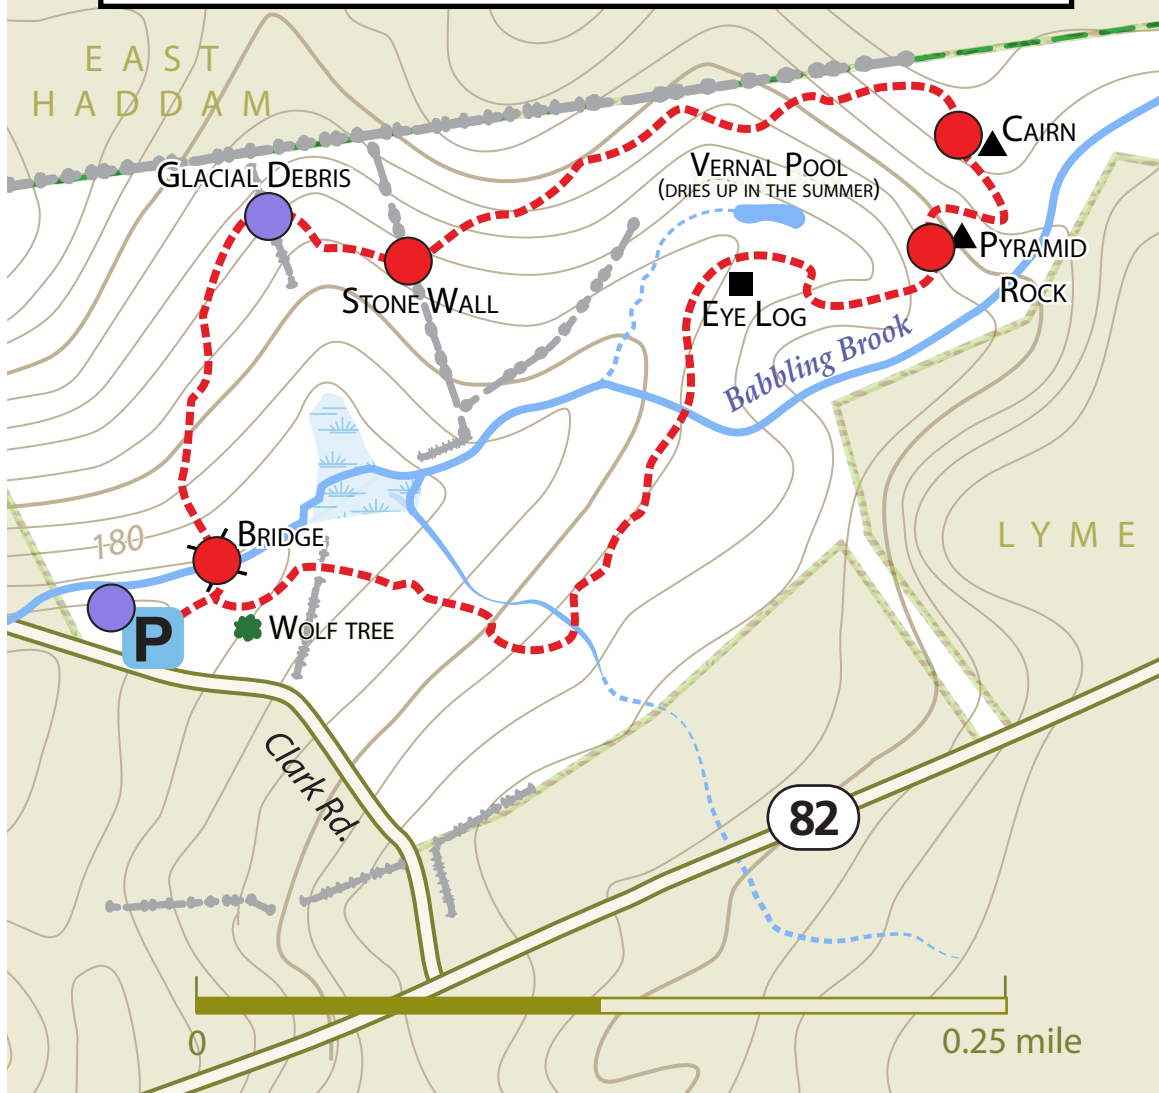 EAST
HADDAM
GLACIAL DEBRIS
CAIRN
VERNAL POOL
(DRIES UP IN THE SUMMER)
PYRAMID
ROCK
STONE WALL
EYE LOG
Babbling Brook
180
BRIDGE
LYME
P
WOLF TREE
Clark Rd.
82
0
0.25 mile